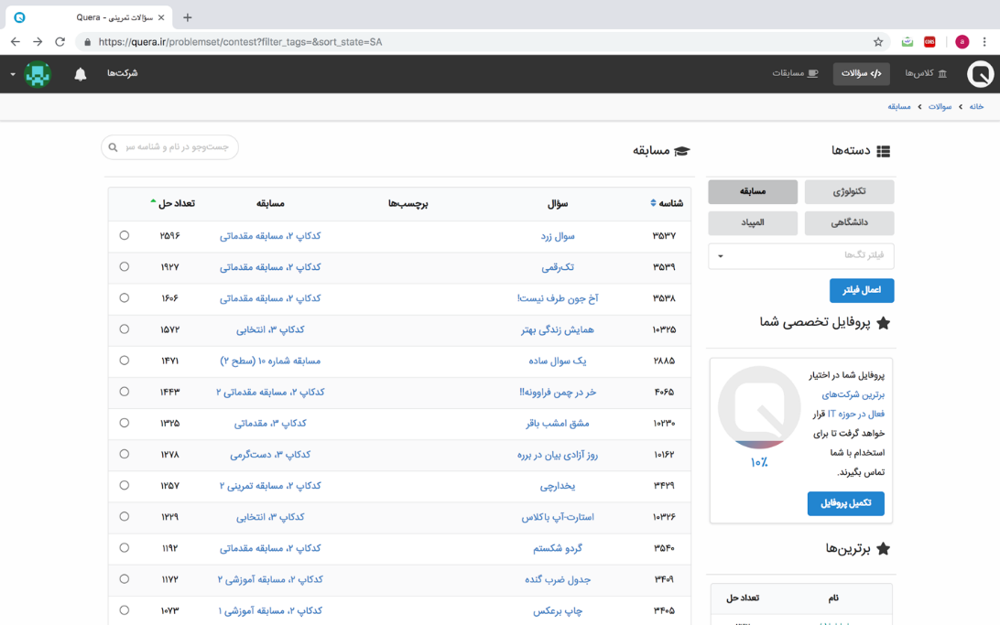 سؤالات تمرینی - Quera
https://quera.ir/problemset/contest?filter_tags=&sort_state=SA
CORS
a
کلاس‌ها
سؤالات
مسابقات
شرکت‌ها
خانه
سوالات
مسابقه
دسته‌ها
تکنولوژی
مسابقه
دانشگاهی
المپیاد
فیلتر تگ‌ها
اعمال فیلتر
پروفایل تخصصی شما
پروفایل شما در اختیار
برترین شرکت‌های
فعال در حوزه IT قرار
خواهد گرفت تا برای
استخدام با شما
تماس بگیرند.
۱۰٪
تکمیل پروفایل
برترین‌ها
نام تعداد حل
مسابقه
جست‌وجو در نام و شناسه سر
شناسه سؤال برچسب‌ها مسابقه تعداد حل
۳۵۳۷ سوال زرد کدکاپ ۲، مسابقه مقدماتی ۲۵۹۶
۳۵۳۹ تک‌رقمی کدکاپ ۲، مسابقه مقدماتی ۱۹۲۷
۳۵۳۸ آخ جون طرف نیست! کدکاپ ۲، مسابقه مقدماتی ۱۶۰۶
۱۰۳۲۵ همایش زندگی بهتر کدکاپ ۳، انتخابی ۱۵۷۲
۲۸۸۵ یک سوال ساده مسابقه شماره ۱۰ (سطح ۲) ۱۴۷۱
۴۰۶۵ خر در چمن فراوونه!! کدکاپ ۲، مسابقه مقدماتی ۲ ۱۴۴۳
۱۰۲۳۰ مشق امشب باقر کدکاپ ۳، مقدماتی ۱۳۲۵
۱۰۱۶۲ روز آزادی بیان در برره کدکاپ ۳، دست‌گرمی ۱۲۷۸
۳۴۲۹ یخدارچی کدکاپ ۲، مسابقه تمرینی ۲ ۱۲۵۷
۱۰۳۲۶ استارت-آپ باکلاس کدکاپ ۳، انتخابی ۱۲۲۹
۳۵۴۰ گردو شکستم کدکاپ ۲، مسابقه مقدماتی ۱۱۹۲
۳۴۰۹ جدول ضرب گنده کدکاپ ۲، مسابقه آموزشی ۲ ۱۱۷۲
۳۴۰۵ چاپ برعکس کدکاپ ۲، مسابقه آموزشی ۱ ۱۰۷۳